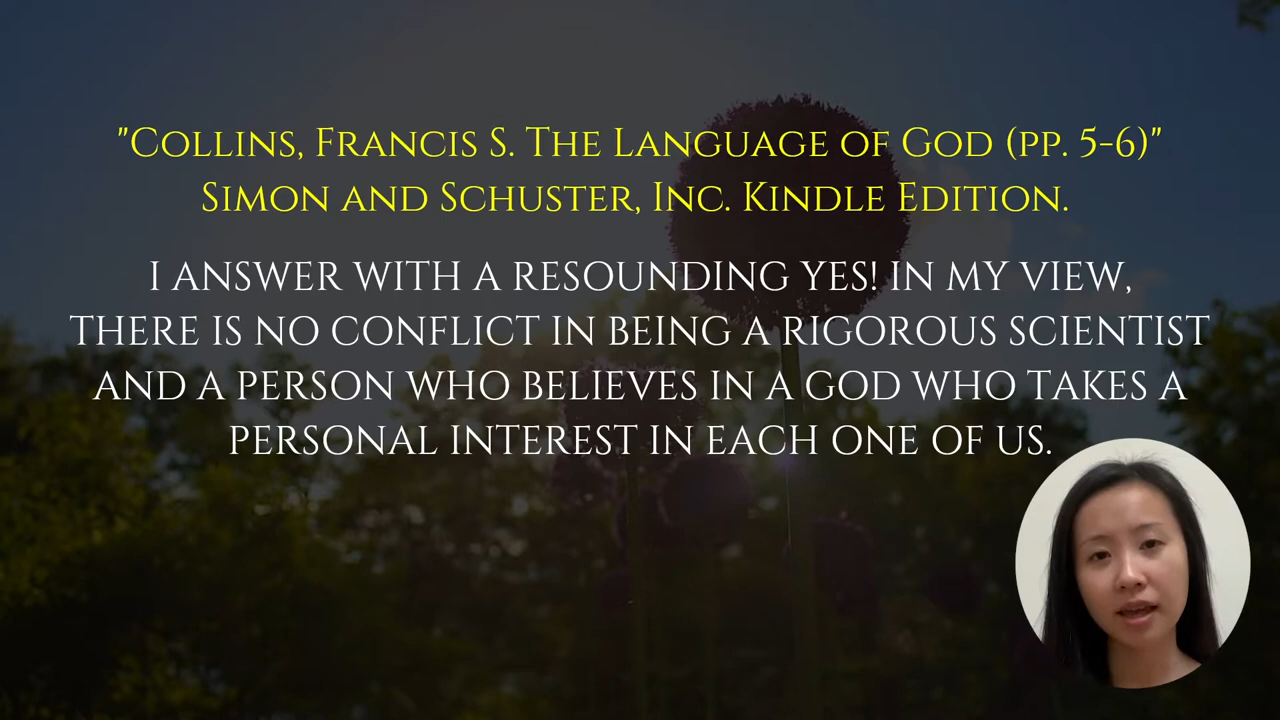 "Collins, Francis S. The Language of God (pp. 5-6)"
Simon and Schuster, Inc. Kindle Edition.
I ANSWER WITH A RESOUNDING YES! IN MY VIEW,
THERE IS NO CONFLICT IN BEING A RIGOROUS SCIENTIST
AND A PERSON WHO BELIEVES IN A GOD WHO TAKES A
PERSONAL INTEREST IN EACH ONE OF US.